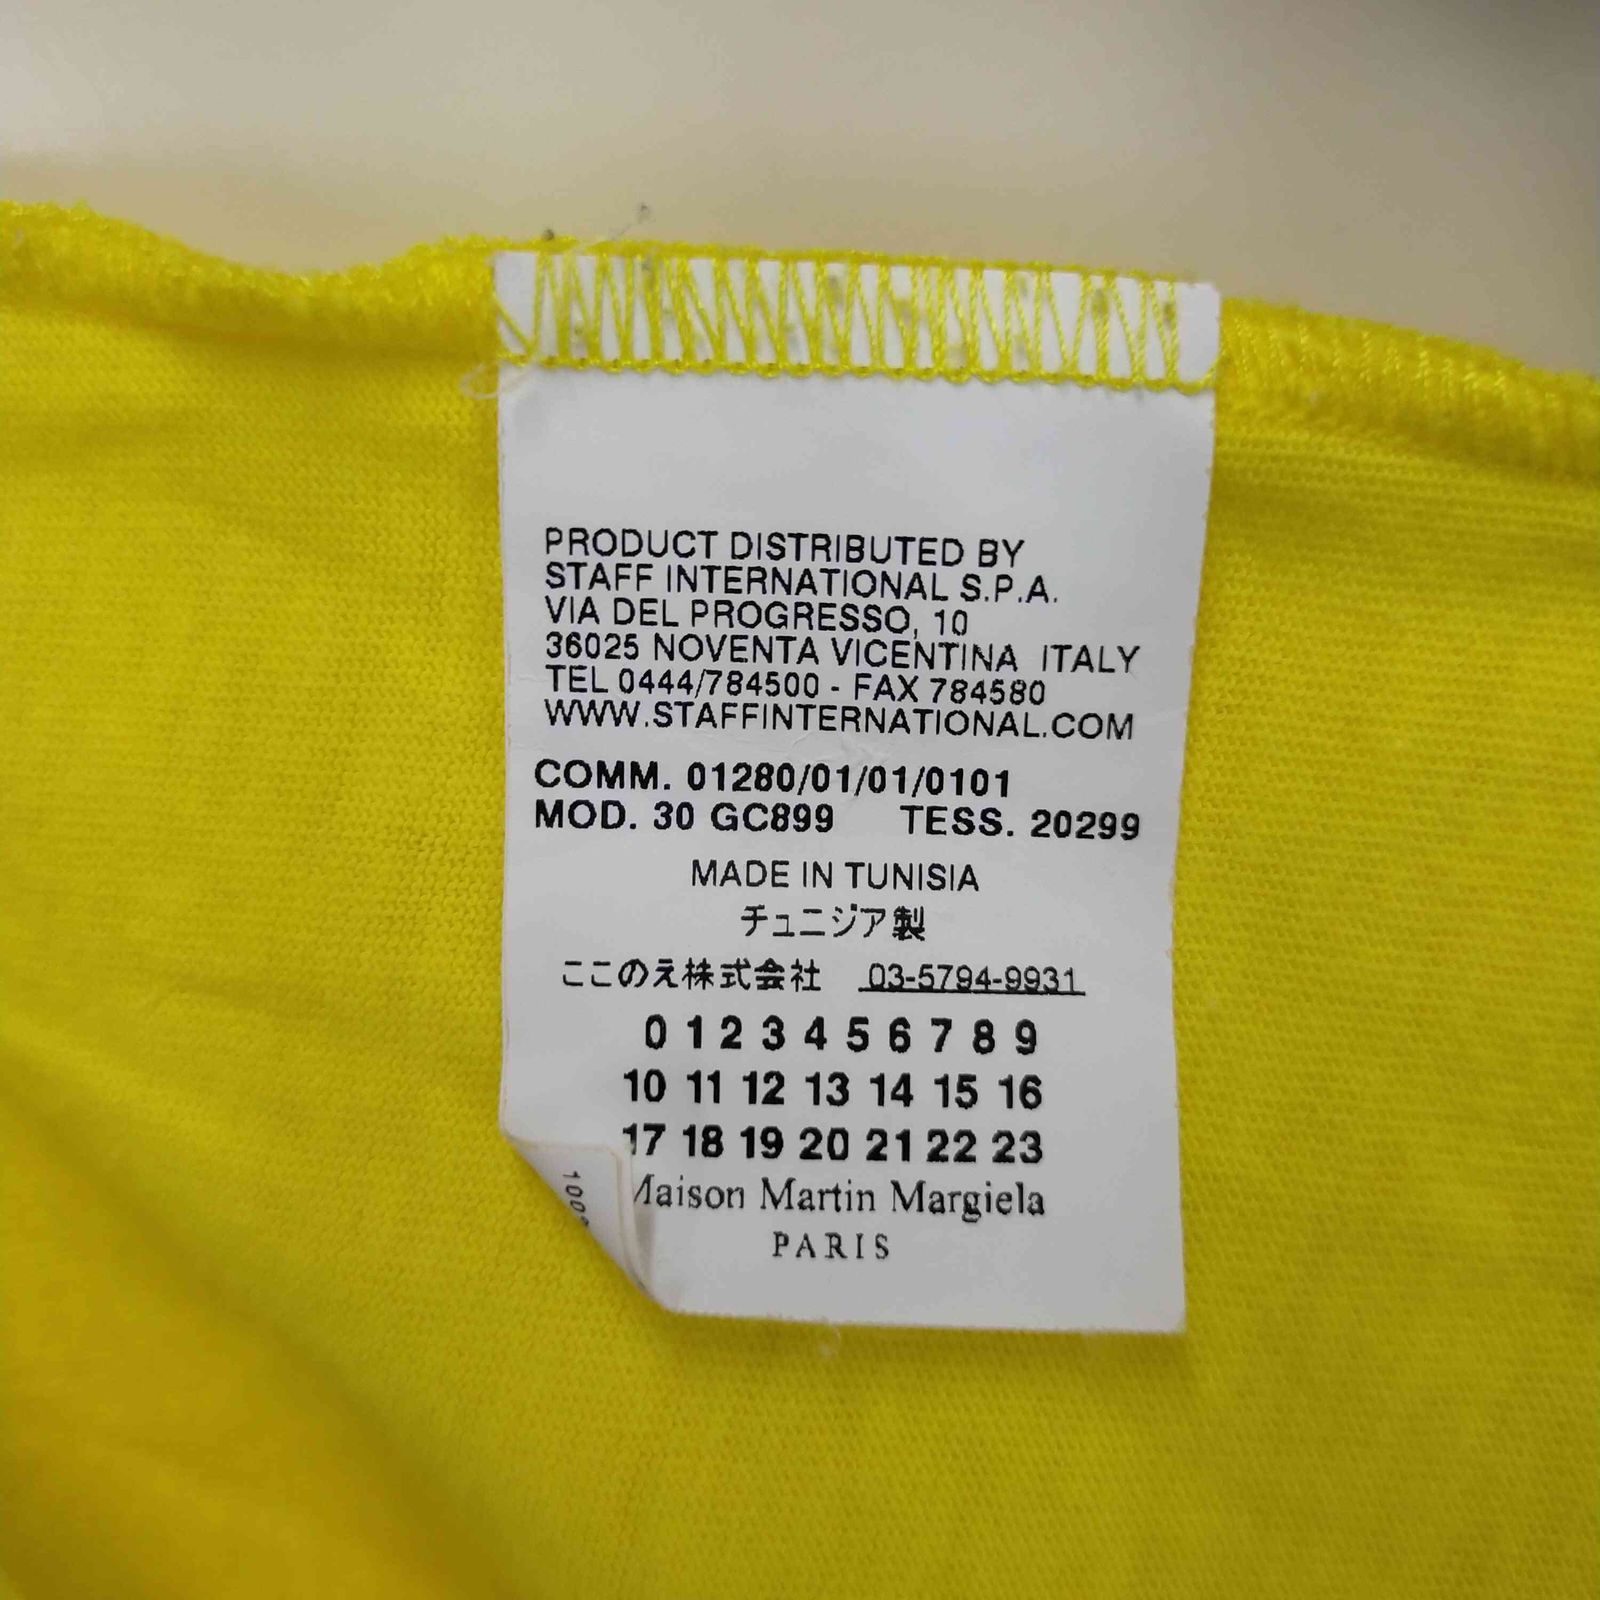 PRODUCT DISTRIBUTED BY
STAFF INTERNATIONAL S.P.A.
VIA DEL PROGRESSO, 10
36025 NOVENTA VICENTINA ITALY
TEL 0444/784500 - FAX 784580
WWW.STAFFINTERNATIONAL.COM
COMM. 01280/01/01/0101
MOD. 30 GC899 TESS. 20299
MADE IN TUNISIA
チュニジア製
ここのえ株式会社 03-5794-9931
0 1 2 3 4 5 6 7 8 9
10 11 12 13 14 15 16
17 18 19 20 21 22 23
Maison Martin Margiela
PARIS